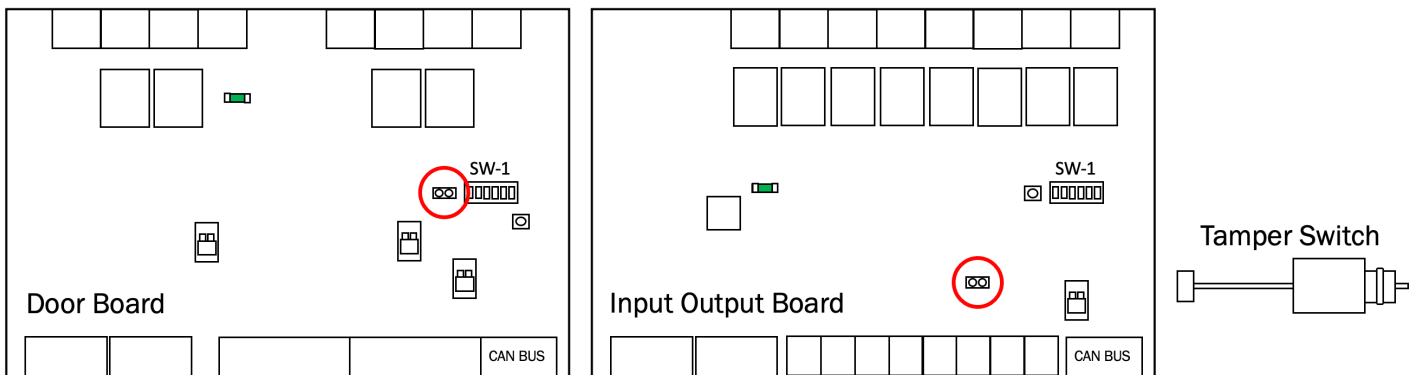 SW-1
SW-1
Tamper Switch
Door Board
Input Output Board
CAN BUS
CAN BUS